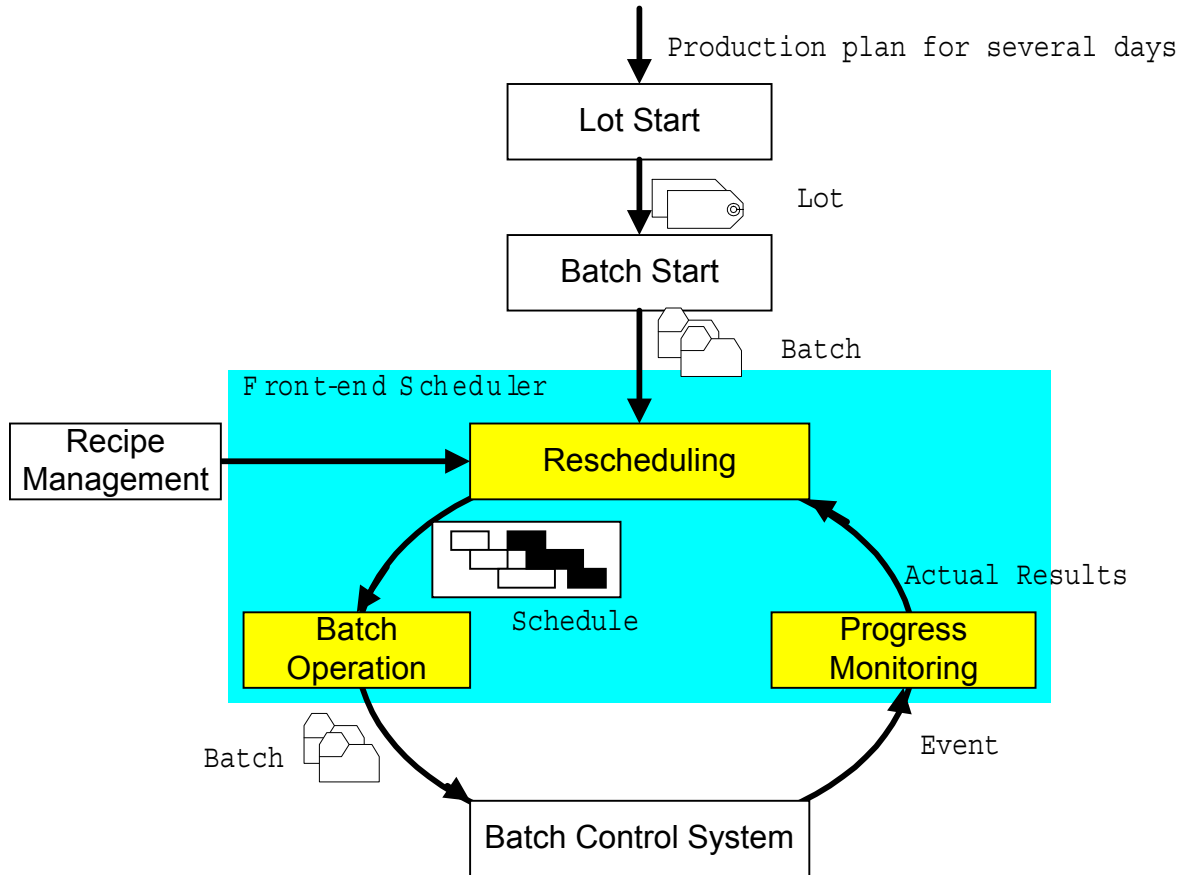 Production plan for several days
Lot Start
Lot
Batch Start
Batch
Front-end Scheduler
Recipe
Management
Rescheduling
Actual Results
Schedule
Batch
Operation
Progress
Monitoring
Batch
Event
Batch Control System